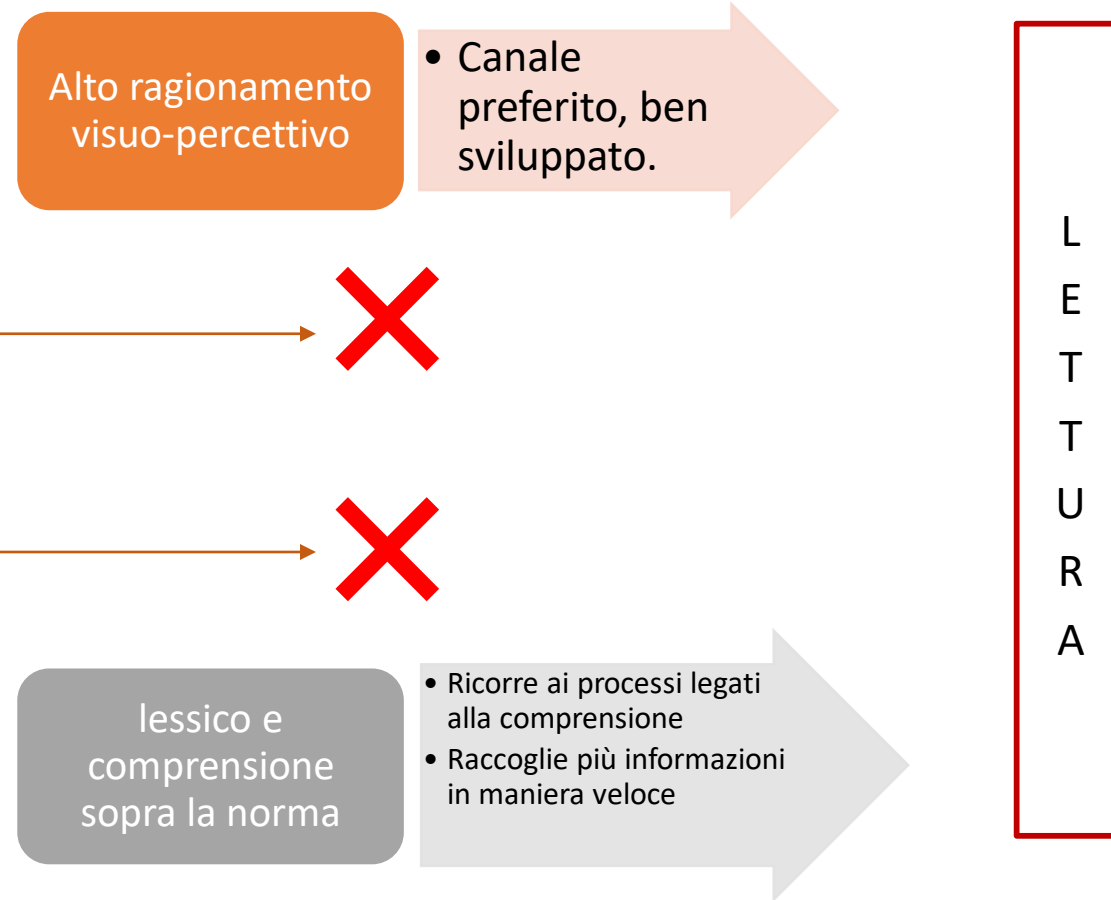 Alto ragionamento
visuo-percettivo
• Canale
preferito, ben
sviluppato.
lessico e
comprensione
sopra la norma
• Ricorre ai processi legati
alla comprensione
• Raccoglie più informazioni
in maniera veloce
L
E
T
T
U
R
A